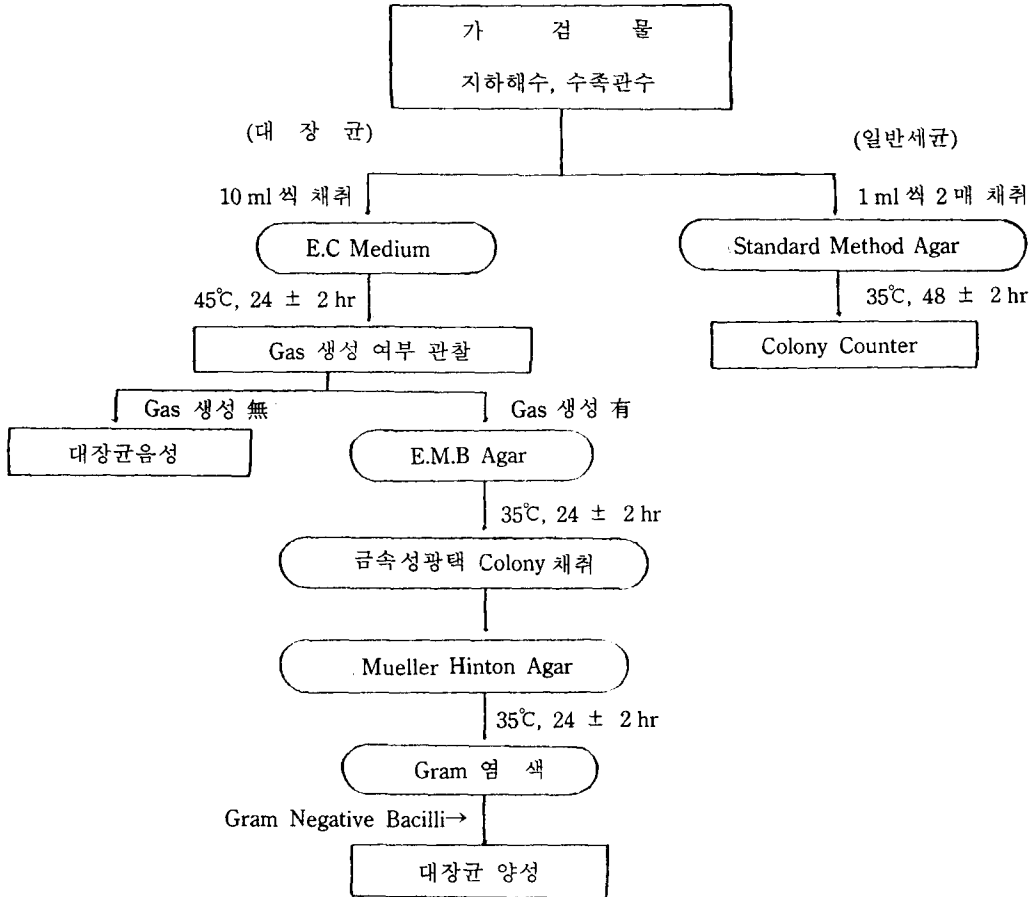 가 검 물
지하해수, 수족관수
(대 장 균)
(일반세균)
10 ml 씩 채취
1 ml 씩 2 매 채취
E.C Medium
Standard Method Agar
45℃, 24 ± 2 hr
35℃, 48 ± 2 hr
Gas 생성 여부 관찰
Colony Counter
Gas 생성 無
Gas 생성 有
대장균음성
E.M.B Agar
35℃, 24 ± 2 hr
금속성광택 Colony 채취
Mueller Hinton Agar
35℃, 24 ± 2 hr
Gram 염 색
Gram Negative Bacilli→
대장균 양성